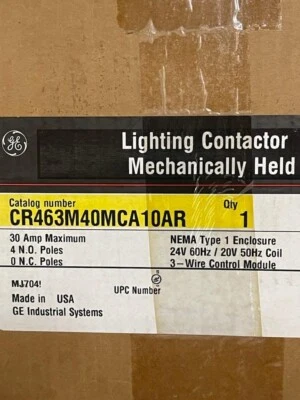 GE
Lighting Contactor
Mechanically Held
Catalog number
Qty
CR463M40MCA10AR
1
30 Amp Maximum
4 N.O. Poles
0 N.C. Poles
NEMA Type 1 Enclosure
24V 60Hz / 20V 50Hz Coil
3-Wire Control Module
UPC Number
Made in USA
GE Industrial Systems